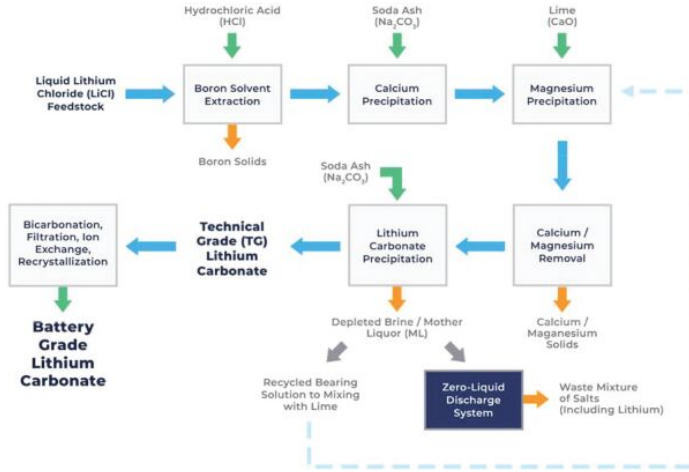 Hydrochloric Acid
(HCl)
Soda Ash
(Na₂CO₃)
Lime
(CaO)
Liquid Lithium
Chloride (LiCl)
Feedstock
Boron Solvent
Extraction
Calcium
Precipitation
Magnesium
Precipitation
Boron Solids
Soda Ash
(Na₂CO₃)
Bicarbonation,
Filtration, Ion
Exchange,
Recrystallization
Technical
Grade (TG)
Lithium
Carbonate
Lithium
Carbonate
Precipitation
Calcium /
Magnesium
Removal
Battery
Grade
Lithium
Carbonate
Depleted Brine / Mother
Liquor (ML)
Calcium /
Maganesium
Solids
Recycled Bearing
Solution to Mixing
with Lime
Zero-Liquid
Discharge
System
Waste Mixture
of Salts
(Including Lithium)